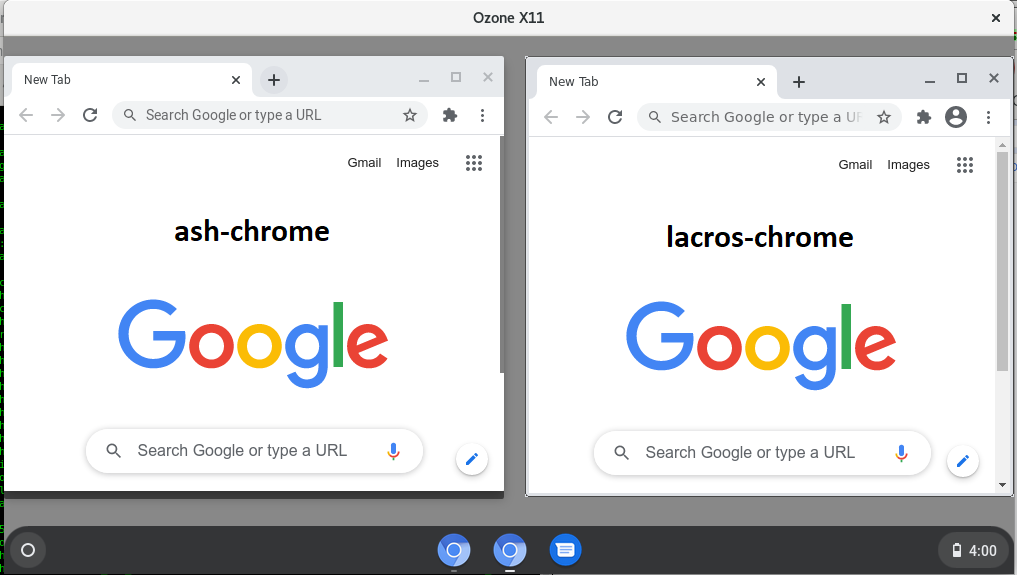 Ozone X11
New Tab
Search Google or type a URL
Gmail Images
ash-chrome
Google
Search Google or type a URL
New Tab
Search Google or type a U
Gmail Images
lacros-chrome
Google
Search Google or type a URL
4:00